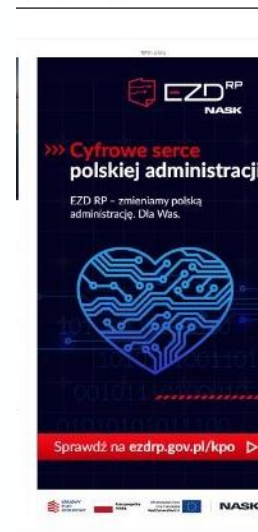 EZD RP
NASK
>>> Cyfrowe serce
polskiej administracji
EZD RP – zmieniamy polską
administrację. Dla Was.
Sprawdź na ezdrp.gov.pl/kpo
NASK